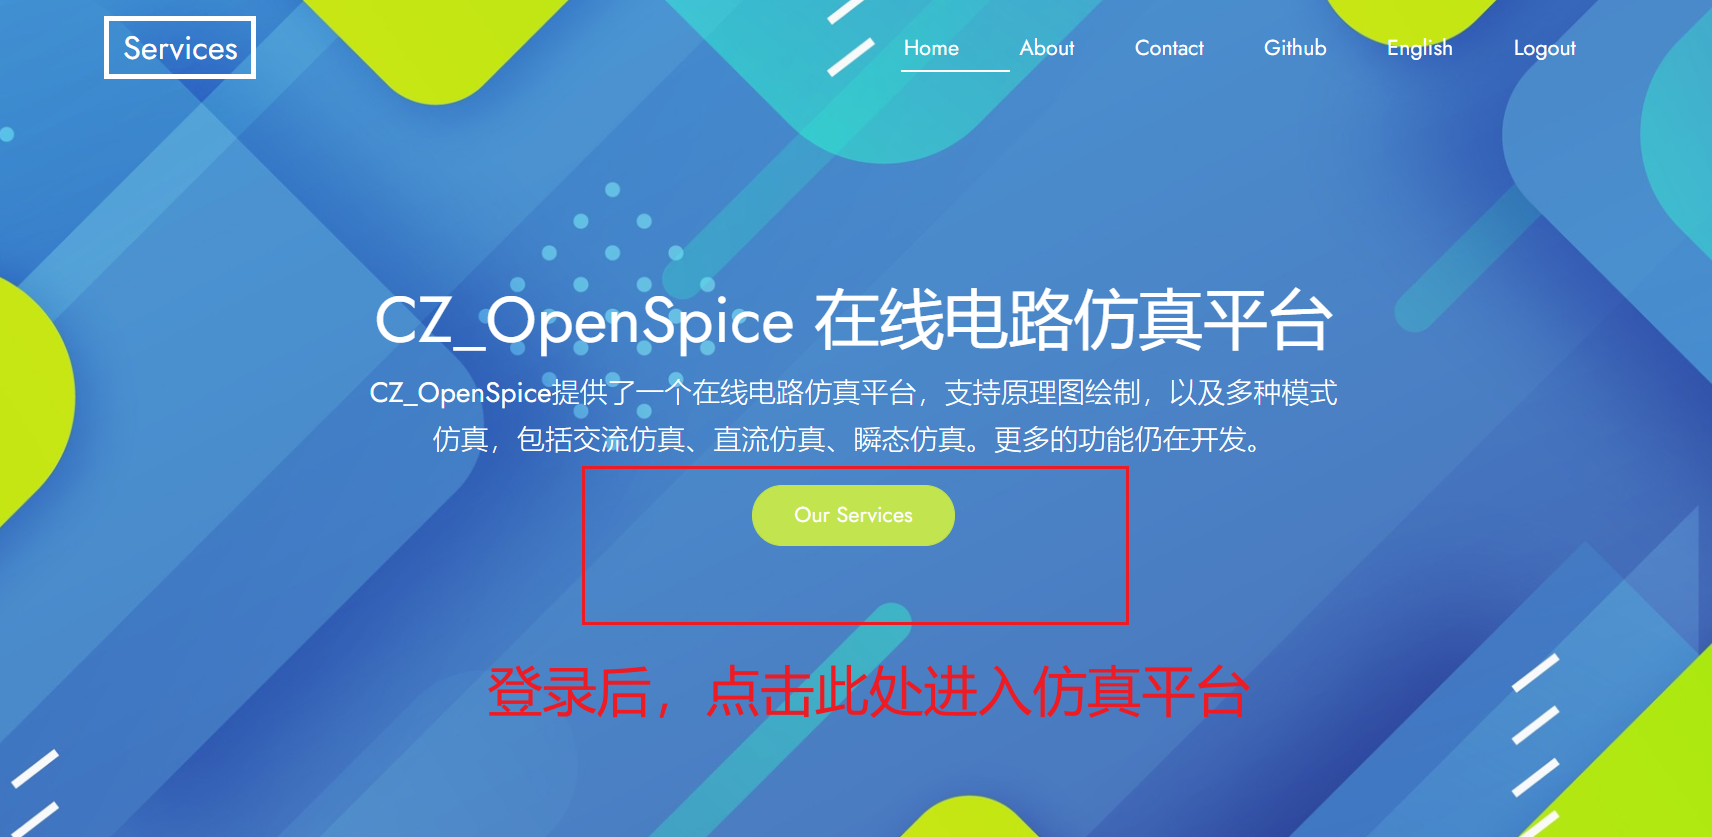 Services
Home
About
Contact
Github
English
Logout
CZ_OpenSpice 在线电路仿真平台
CZ_OpenSpice提供了一个在线电路仿真平台，支持原理图绘制，以及多种模式
仿真，包括交流仿真、直流仿真、瞬态仿真。更多的功能仍在开发。
Our Services
登录后，点击此处进入仿真平台